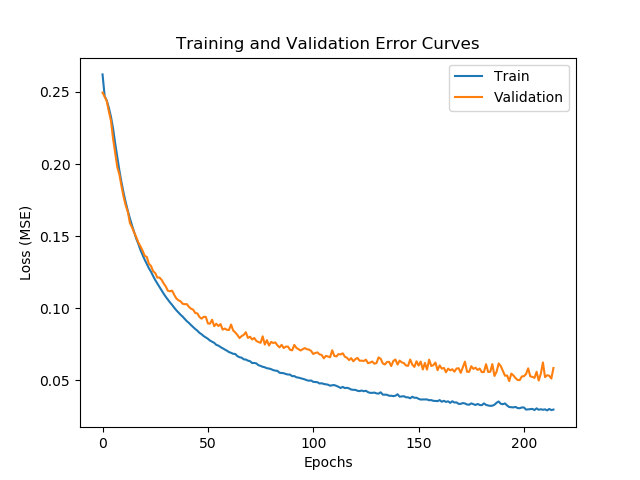 Training and Validation Error Curves
Train
Validation
0.25
0.20
0.15
0.10
0.05
Loss (MSE)
0 50 100 150 200
Epochs